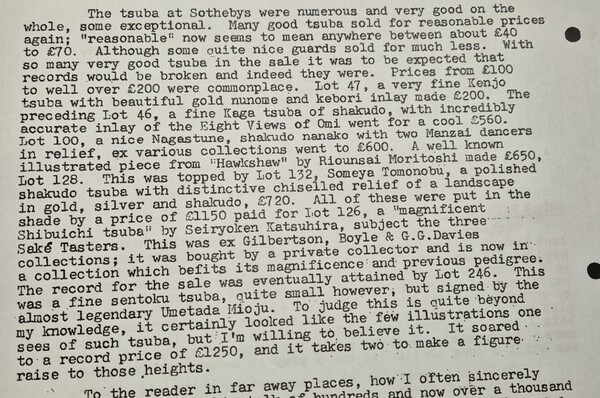 The tsuba at Sothebys were numerous and very good on the
whole, some exceptional. Many good tsuba sold for reasonable prices
again; "reasonable" now seems to mean anywhere between about £40
to £70. Although some quite nice guards sold for much less. With
so many very good tsuba in the sale it was to be expected that
records would be broken and indeed they were. Prices from £100
to well over £200 were commonplace. Lot 47, a very fine Kenjo
tsuba with beautiful gold nunome and kebori inlay made £200. The
preceding Lot 46, a fine Kaga tsuba of shakudo, with incredibly
accurate inlay of the Eight Views of Omi went for a cool £560.
Lot 100, a nice Nagastune, shakudo nanako with two Manzai dancers
in relief, ex various collections went to £600. A well known
illustrated piece from "Hawkshaw" by Riounsai Moritoshi made £650,
Lot 128. This was topped by Lot 132, Someya Tomonobu, a polished
shakudo tsuba with distinctive chiselled relief of a landscape
in gold, silver and shakudo, £720. All of these were put in the
shade by a price of £1150 paid for Lot 126, a "magnificent
Shibuichi tsuba" by Seiryoken Katsuhira, subject the three
Saké Tasters. This was ex Gilbertson, Boyle & G.G.Davies
collections; it was bought by a private collector and is now in
a collection which befits its magnificence and previous pedigree.
The record for the sale was eventually attained by Lot 246. This
was a fine sentoku tsuba, quite small however, but signed by the
almost legendary Umetada Mioju. To judge this is quite beyond
my knowledge, it certainly looked like the few illustrations one
sees of such tsuba, but I'm willing to believe it. It soared
to a record price of £1250, and it takes two to make a figure
raise to those heights.
To the reader in far away places, how I often sincerely
of hundreds and now over a thousand